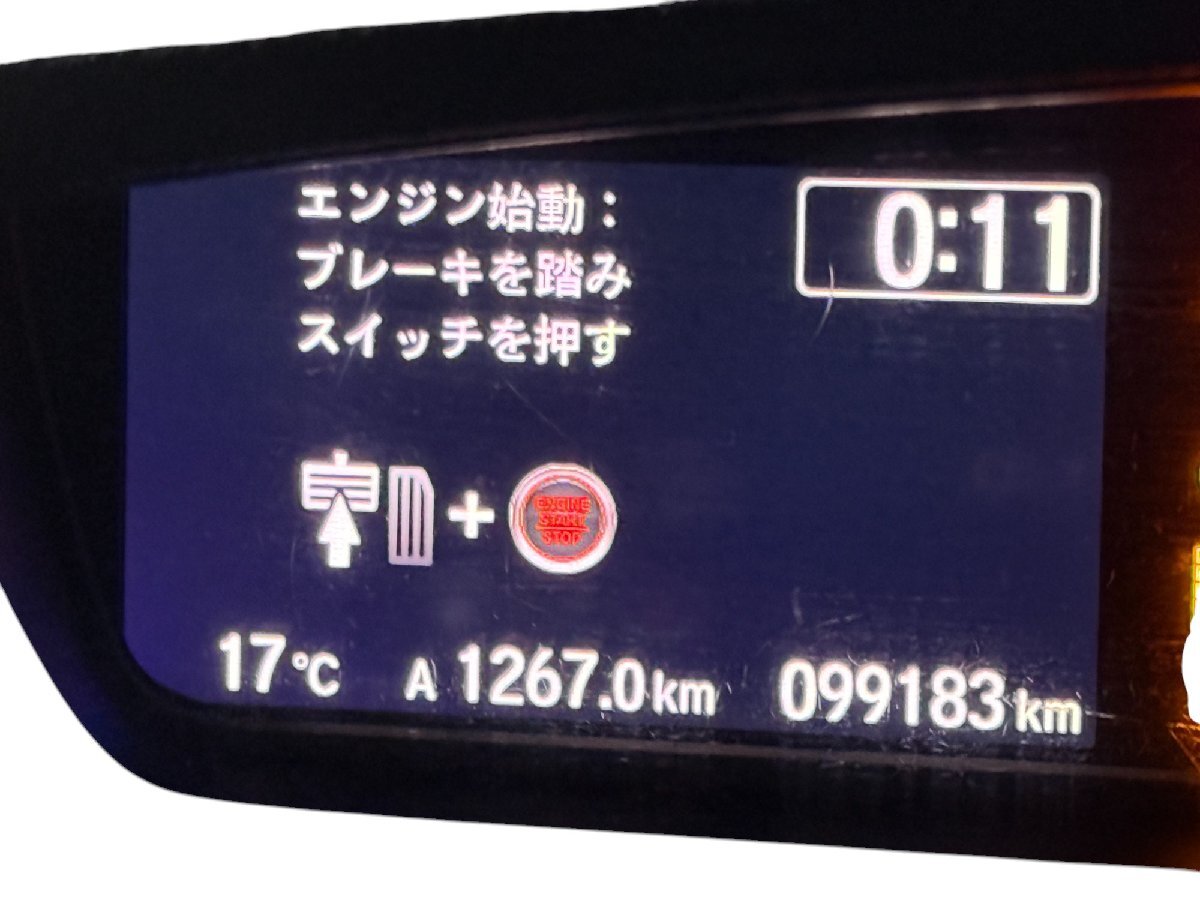 エンジン始動：
0:11
ブレーキを踏み
スイッチを押す
+
ENGINE
START
STOP
17℃ A 1267.0km 099183km